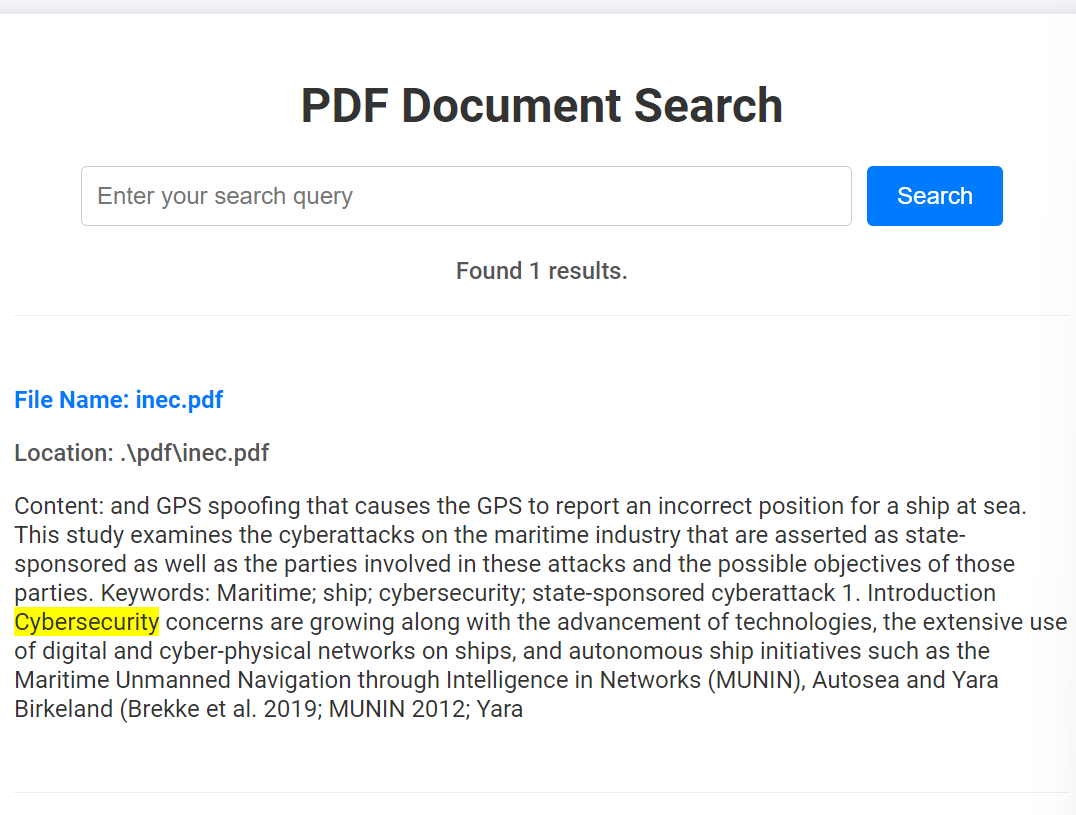 PDF Document Search
Enter your search query
Search
Found 1 results.
File Name: inec.pdf
Location: .\pdf\inec.pdf
Content: and GPS spoofing that causes the GPS to report an incorrect position for a ship at sea.
This study examines the cyberattacks on the maritime industry that are asserted as state-
sponsored as well as the parties involved in these attacks and the possible objectives of those
parties. Keywords: Maritime; ship; cybersecurity; state-sponsored cyberattack 1. Introduction
Cybersecurity concerns are growing along with the advancement of technologies, the extensive use
of digital and cyber-physical networks on ships, and autonomous ship initiatives such as the
Maritime Unmanned Navigation through Intelligence in Networks (MUNIN), Autosea and Yara
Birkeland (Brekke et al. 2019; MUNIN 2012; Yara